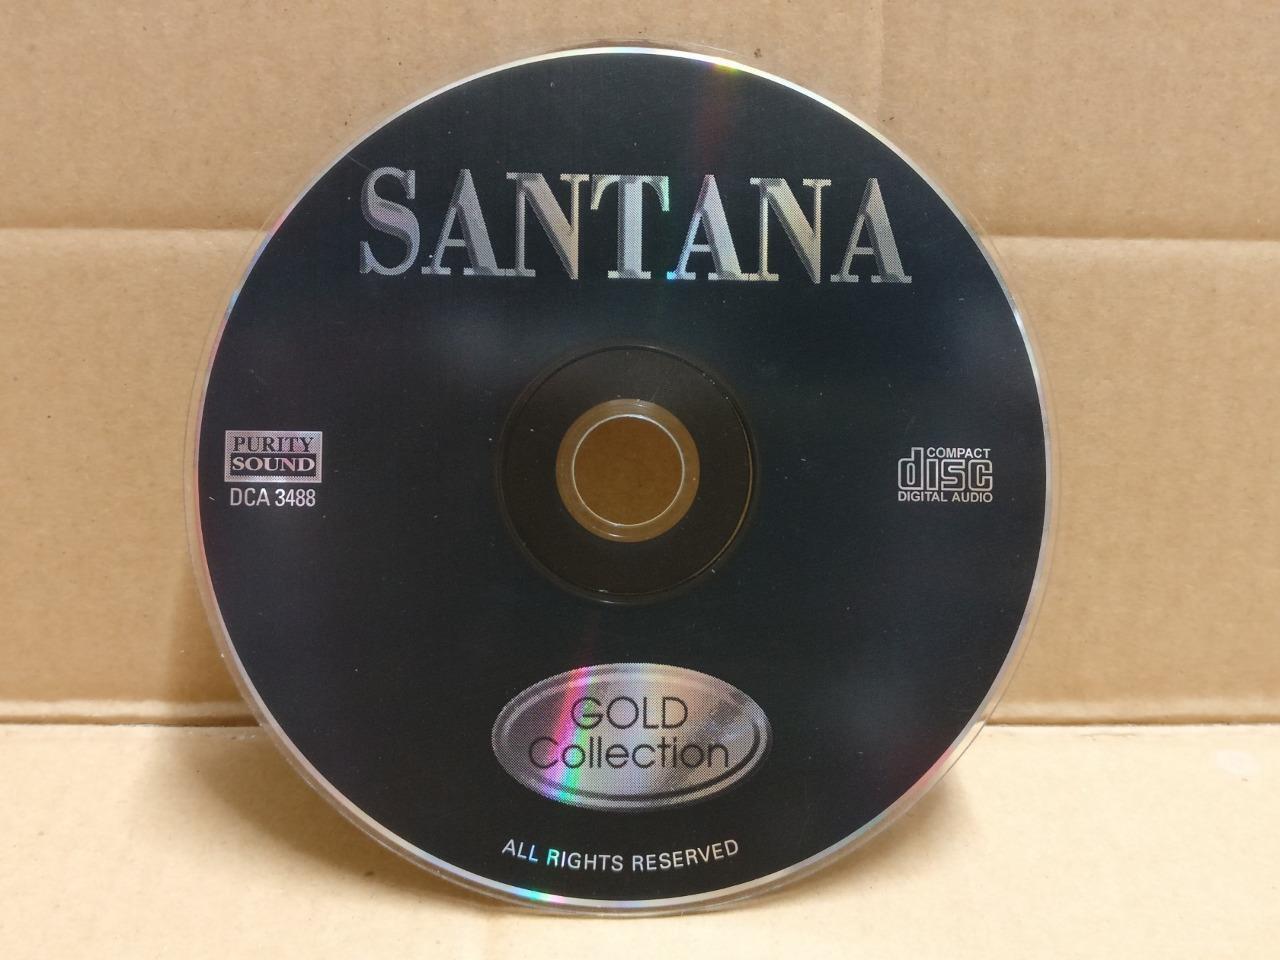 SANTANA
PURITY
SOUND
DCA 3488
COMPACT
disc
DIGITAL AUDIO
GOLD
Collection
ALL RIGHTS RESERVED